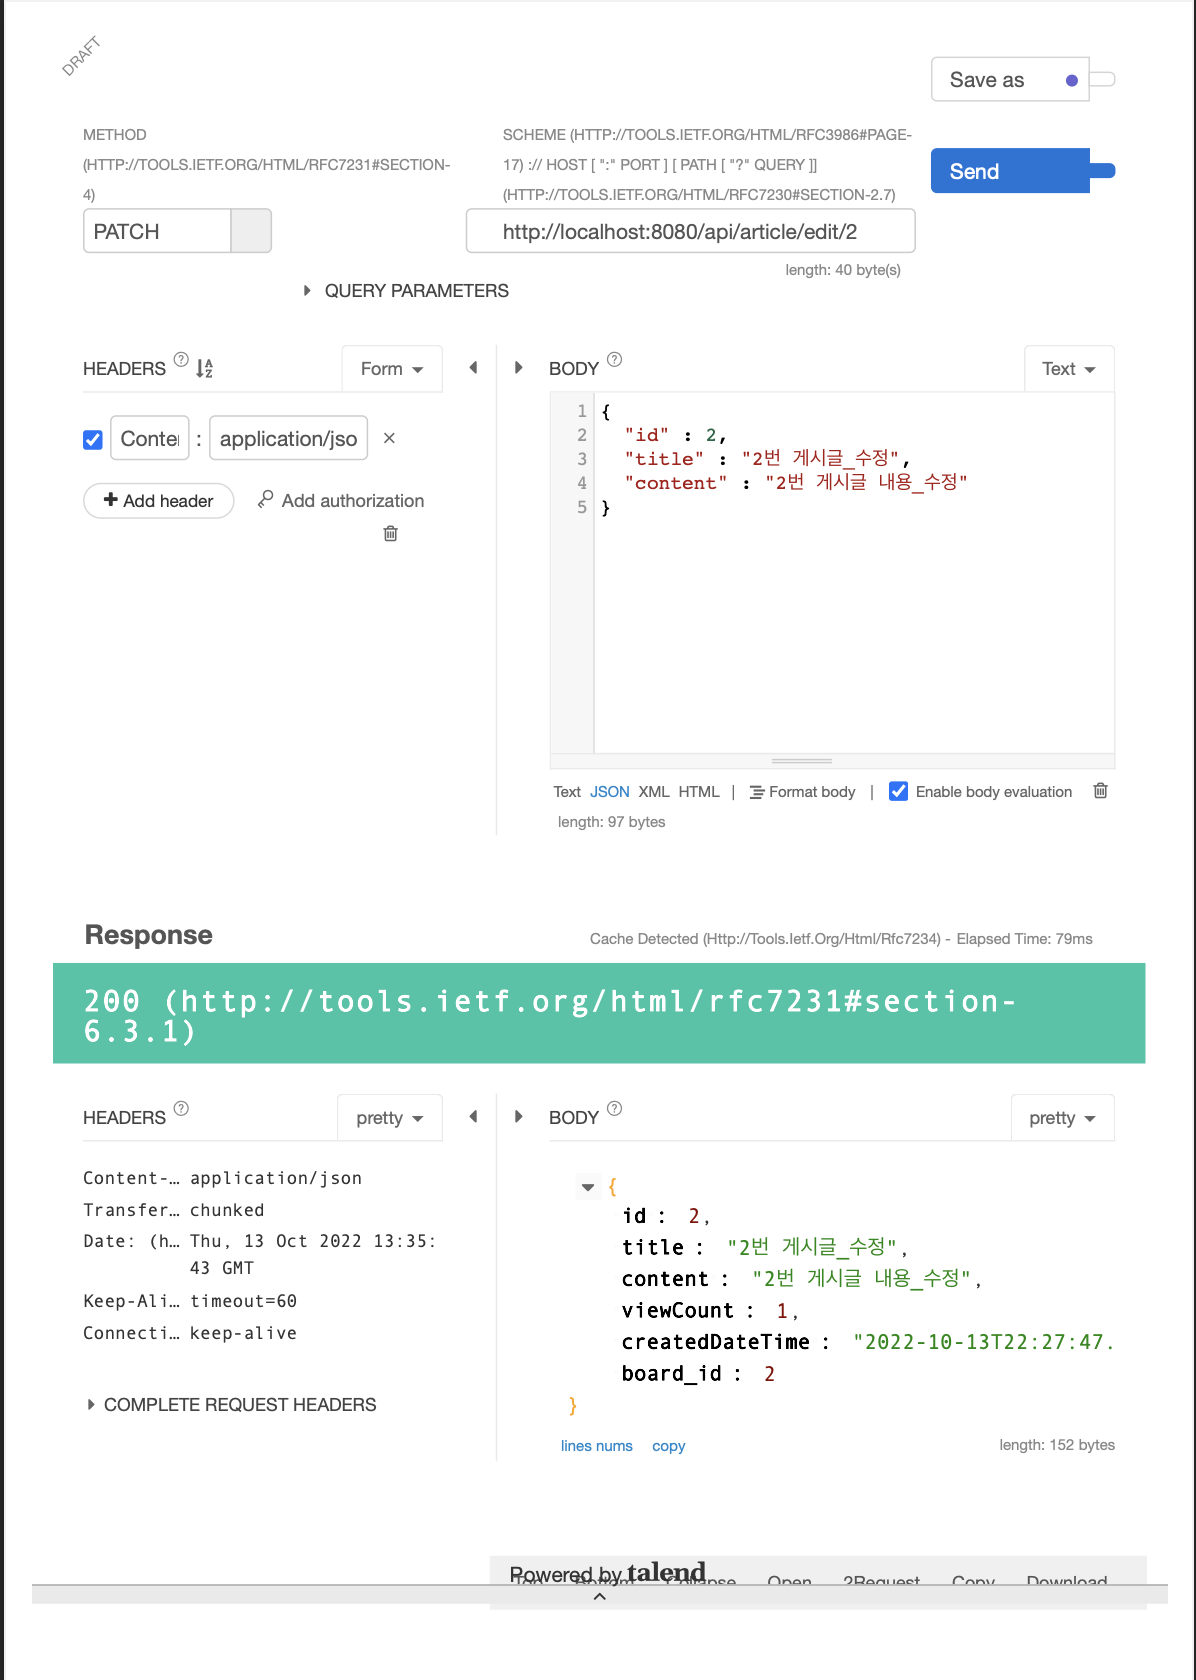 DRAFT
Save as
METHOD
(HTTP://TOOLS.IETF.ORG/HTML/RFC7231#SECTION-
4)
SCHEME (HTTP://TOOLS.IETF.ORG/HTML/RFC3986#PAGE-
17) :// HOST [ ":" PORT ] [ PATH [ "?" QUERY ]]
(HTTP://TOOLS.IETF.ORG/HTML/RFC7230#SECTION-2.7)
Send
PATCH
http://localhost:8080/api/article/edit/2
length: 40 byte(s)
QUERY PARAMETERS
HEADERS ?
Form
Conte : application/jso ×
+ Add header
Add authorization
BODY ?
Text
1 {
2 "id" : 2,
3 "title" : "2번 게시글_수정",
4 "content" : "2번 게시글 내용_수정"
5 }
Text JSON XML HTML | Format body | Enable body evaluation
length: 97 bytes
Response
Cache Detected (Http://Tools.Ietf.Org/Html/Rfc7234) - Elapsed Time: 79ms
200 (http://tools.ietf.org/html/rfc7231#section-
6.3.1)
HEADERS ?
pretty
Content-… application/json
Transfer… chunked
Date: (h… Thu, 13 Oct 2022 13:35:
43 GMT
Keep-Ali… timeout=60
Connecti… keep-alive
COMPLETE REQUEST HEADERS
BODY ?
pretty
{
id : 2,
title : "2번 게시글_수정",
content : "2번 게시글 내용_수정",
viewCount : 1,
createdDateTime : "2022-10-13T22:27:47.
board_id : 2
}
lines nums copy
length: 152 bytes
Powered by talend
Top Bottom Collapse Open 2Request Copy Download